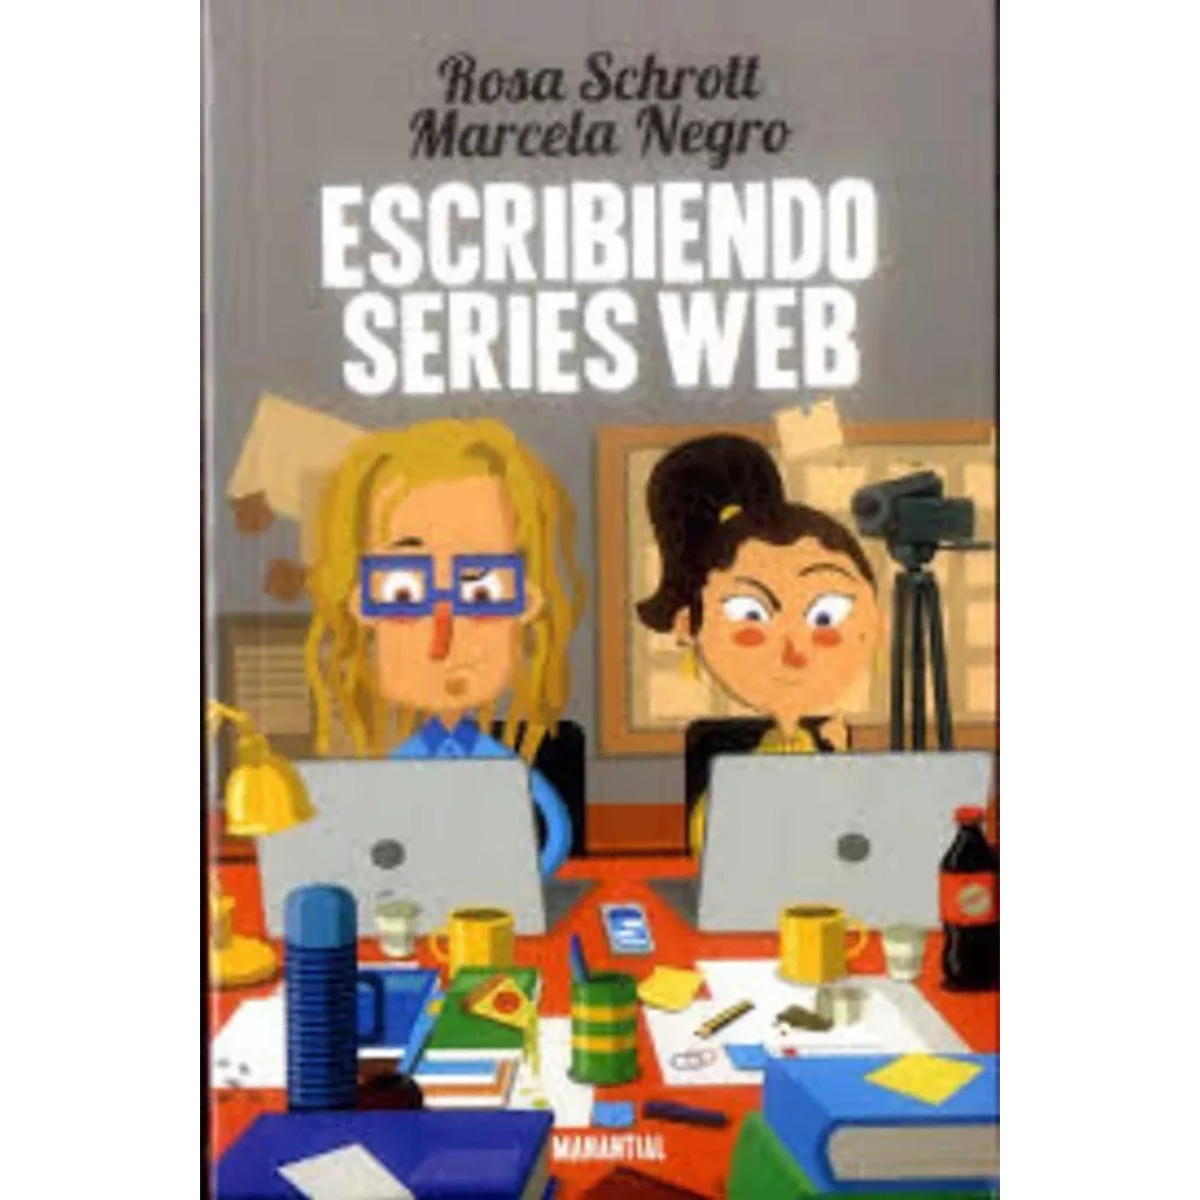 Rosa Schrott
Marcela Negro
ESCRIBIENDO
SERIES WEB
MANANTIAL